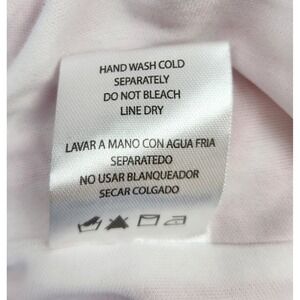 HAND WASH COLD
SEPARATELY
DO NOT BLEACH
LINE DRY
LAVAR A MANO CON AGUA FRIA
SEPARATEDO
NO USAR BLANQUEADOR
SECAR COLGADO